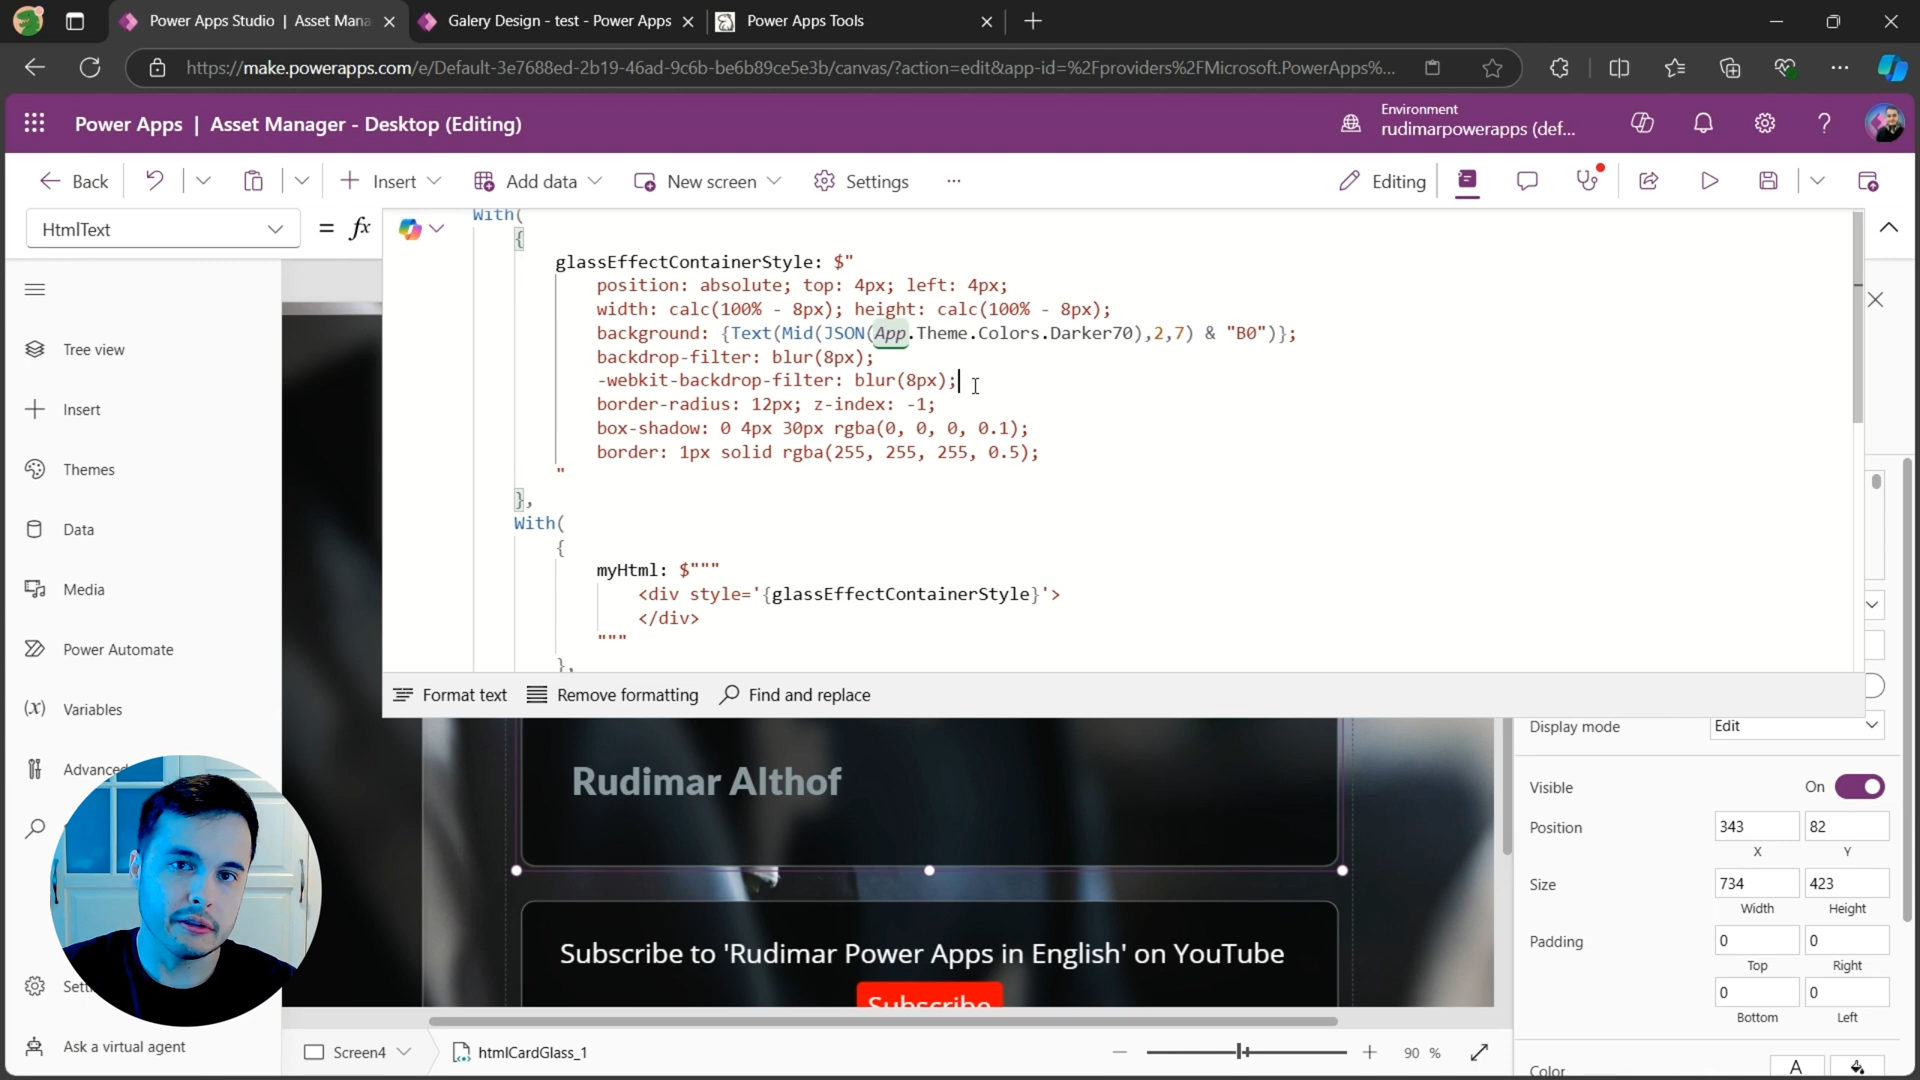 Power Apps Studio | Asset Mana
Galery Design - test - Power Apps
Power Apps Tools
https://make.powerapps.com/e/Default-3e7688ed-2b19-46ad-9c6b-be6b89ce5e3b/canvas/?action=edit&app-id=%2Fproviders%2FMicrosoft.PowerApps%...
Power Apps | Asset Manager - Desktop (Editing)
Environment
rudimarpowerapps (def...
Back
Insert
Add data
New screen
Settings
...
Editing
HtmlText
= fx
With(
{
glassEffectContainerStyle: $"
position: absolute; top: 4px; left: 4px;
width: calc(100% - 8px); height: calc(100% - 8px);
background: {Text(Mid(JSON(App.Theme.Colors.Darker70),2,7) & "B0")};
backdrop-filter: blur(8px);
-webkit-backdrop-filter: blur(8px);
border-radius: 12px; z-index: -1;
box-shadow: 0 4px 30px rgba(0, 0, 0, 0.1);
border: 1px solid rgba(255, 255, 255, 0.5);
"
},
With(
{
myHtml: $"""
<div style='{glassEffectContainerStyle}'>
</div>
"""
},
Format text
Remove formatting
Find and replace
Tree view
Insert
Themes
Data
Media
Power Automate
(x) Variables
Advanced
Ask a virtual agent
Rudimar Althof
Subscribe to 'Rudimar Power Apps in English' on YouTube
Subscribe
Display mode
Edit
Visible
On
Position
343
82
X
Y
Size
734
423
Width
Height
Padding
0
0
Top
Right
0
0
Bottom
Left
Color
A
Screen4
htmlCardGlass_1
90 %